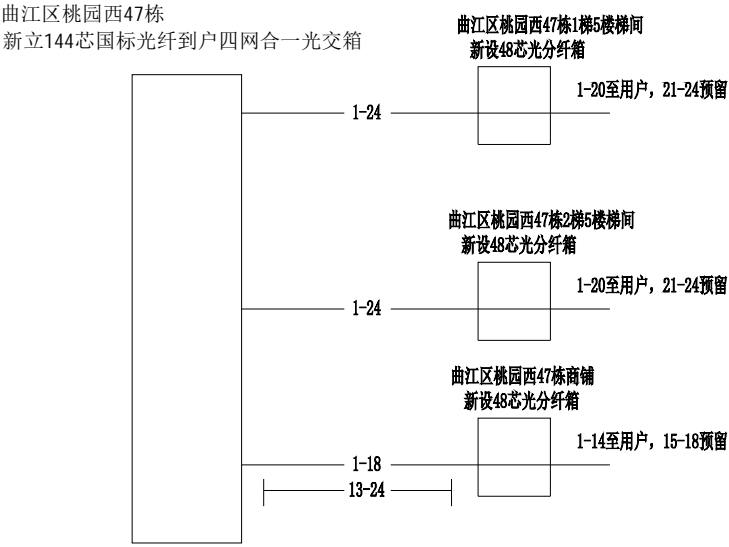 曲江区桃园西47栋
新立144芯国标光纤到户四网合一光交箱
曲江区桃园西47栋1梯5楼梯间
新设48芯光分纤箱
1-20至用户，21-24预留
1-24
曲江区桃园西47栋2梯5楼梯间
新设48芯光分纤箱
1-20至用户，21-24预留
1-24
曲江区桃园西47栋商铺
新设48芯光分纤箱
1-14至用户，15-18预留
1-18
13-24